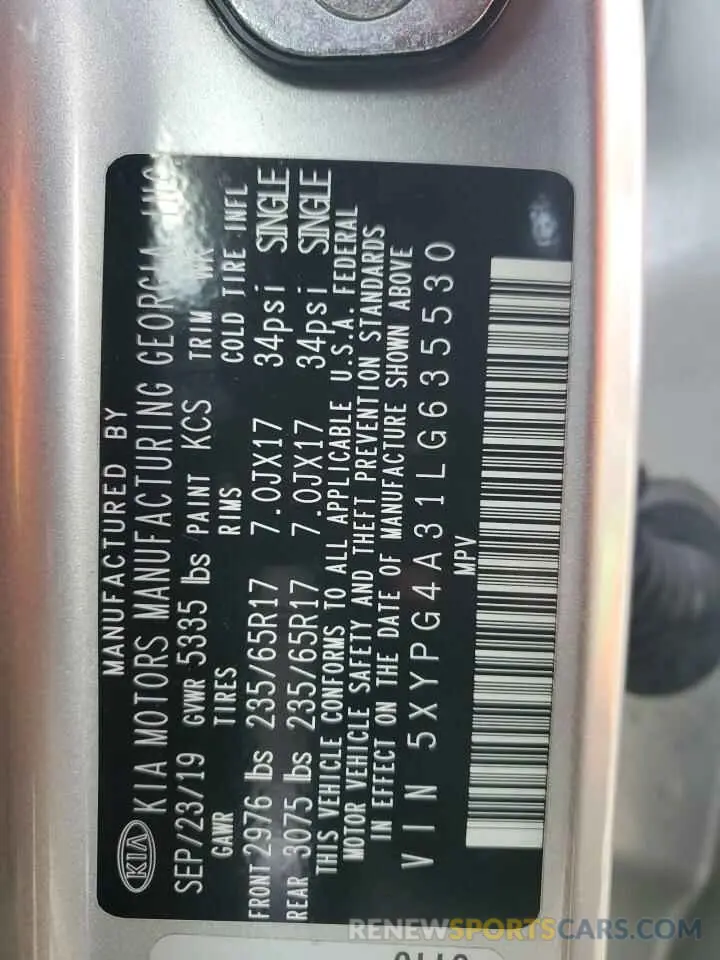 MANUFACTURED BY
KIA KIA MOTORS MANUFACTURING GEORGIA INC
SEP/23/19 GVWR 5335 lbs PAINT KCS TRIM WK
GAWR TIRES RIMS COLD TIRE INFL
FRONT 2976 lbs 235/65R17 7.0JX17 34psi SINGLE
REAR 3075 lbs 235/65R17 7.0JX17 34psi SINGLE
THIS VEHICLE CONFORMS TO ALL APPLICABLE U.S.A. FEDERAL
MOTOR VEHICLE SAFETY AND THEFT PREVENTION STANDARDS
IN EFFECT ON THE DATE OF MANUFACTURE SHOWN ABOVE
VIN 5XYPG4A31LG635530
MPV
RENEWSPORTSCARS.COM